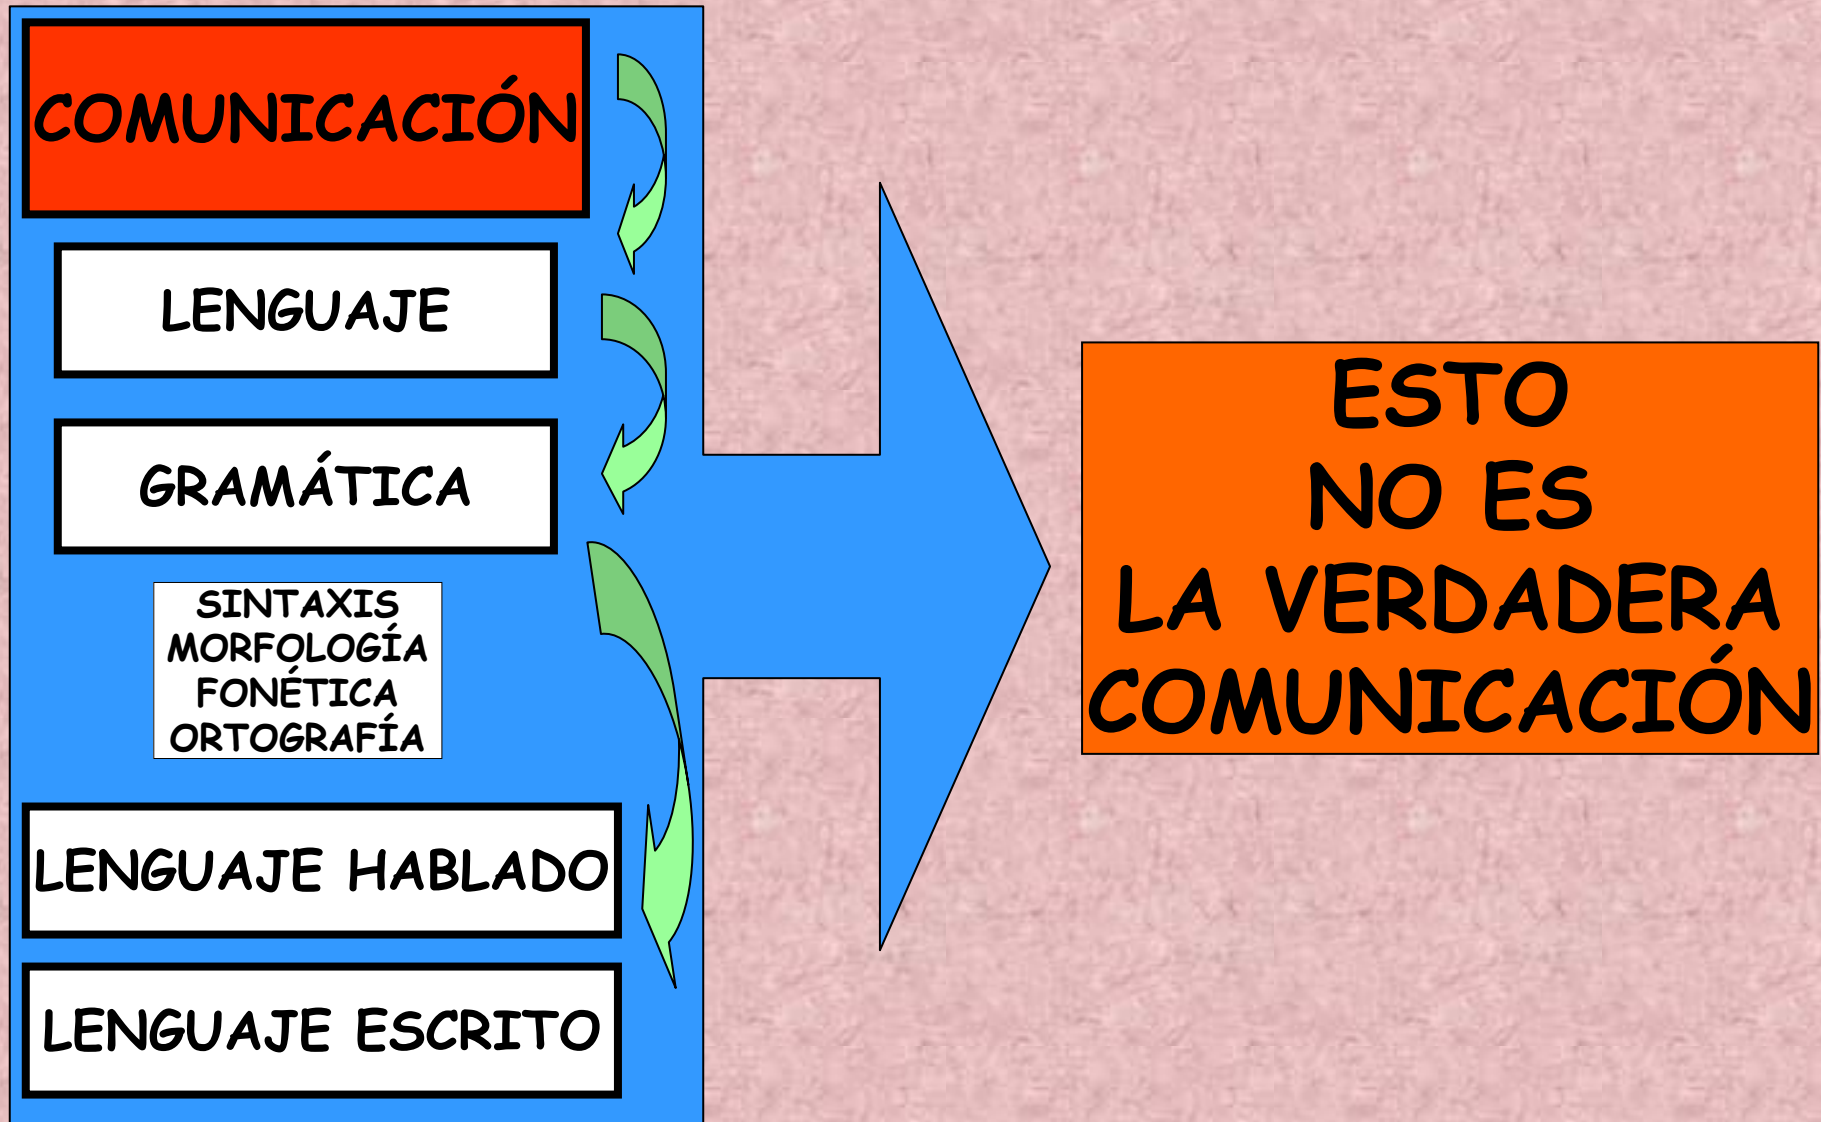 COMUNICACIÓN
LENGUAJE
GRAMÁTICA
SINTAXIS
MORFOLOGÍA
FONÉTICA
ORTOGRAFÍA
LENGUAJE HABLADO
LENGUAJE ESCRITO
ESTO
NO ES
LA VERDADERA
COMUNICACIÓN